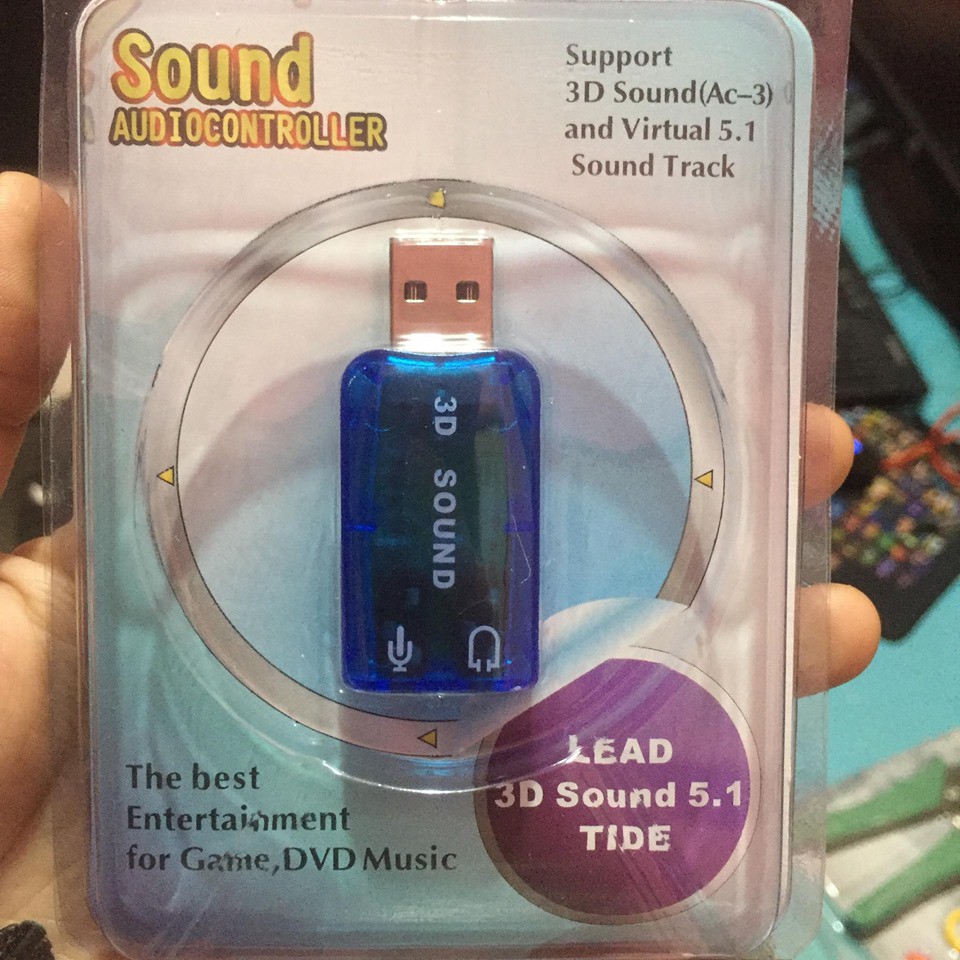 Sound
AUDIOCONTROLLER
Support
3D Sound(Ac-3)
and Virtual 5.1
Sound Track
3D SOUND
LEAD
3D Sound 5.1
TIDE
The best
Entertainment
for Game,DVD Music